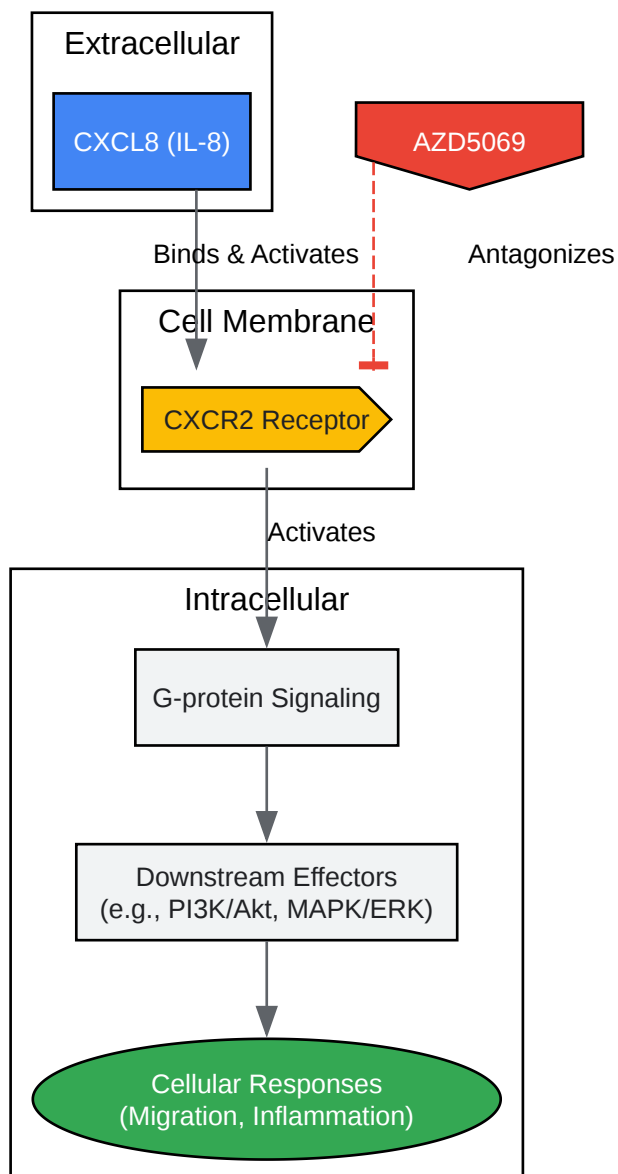 Extracellular
CXCL8 (IL-8)
AZD5069
Binds & Activates
Antagonizes
Cell Membrane
CXCR2 Receptor
Activates
Intracellular
G-protein Signaling
Downstream Effectors
(e.g., PI3K/Akt, MAPK/ERK)
Cellular Responses
(Migration, Inflammation)